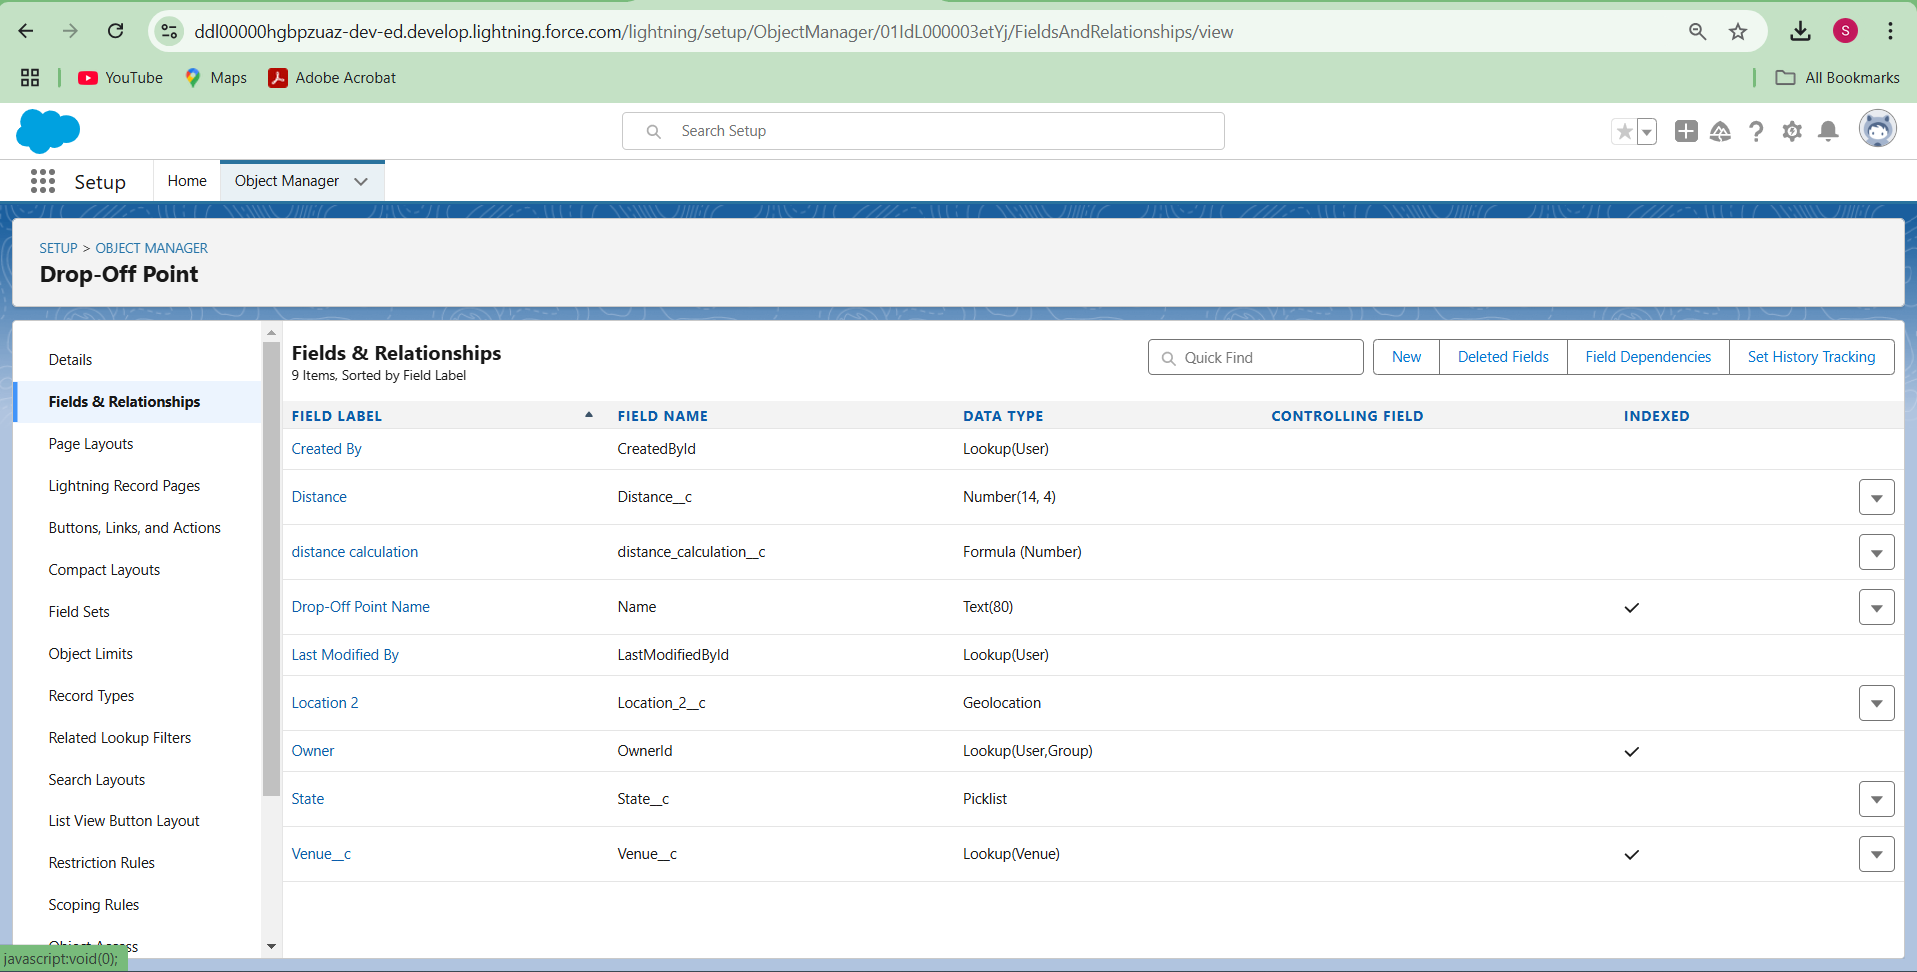 ddl00000hgbpzuaz-dev-ed.develop.lightning.force.com/lightning/setup/ObjectManager/01IdL000003etYj/FieldsAndRelationships/view
S
YouTube Maps Adobe Acrobat All Bookmarks
Search Setup
Setup Home Object Manager
SETUP > OBJECT MANAGER
Drop-Off Point
Details
Fields & Relationships
Page Layouts
Lightning Record Pages
Buttons, Links, and Actions
Compact Layouts
Field Sets
Object Limits
Record Types
Related Lookup Filters
Search Layouts
List View Button Layout
Restriction Rules
Scoping Rules
Object Access
javascript:void(0);
Fields & Relationships
9 Items, Sorted by Field Label
Quick Find New Deleted Fields Field Dependencies Set History Tracking
FIELD LABEL FIELD NAME DATA TYPE CONTROLLING FIELD INDEXED
Created By CreatedById Lookup(User)
Distance Distance__c Number(14, 4)
distance calculation distance_calculation__c Formula (Number)
Drop-Off Point Name Name Text(80)
Last Modified By LastModifiedById Lookup(User)
Location 2 Location_2__c Geolocation
Owner OwnerId Lookup(User,Group)
State State__c Picklist
Venue__c Venue__c Lookup(Venue)